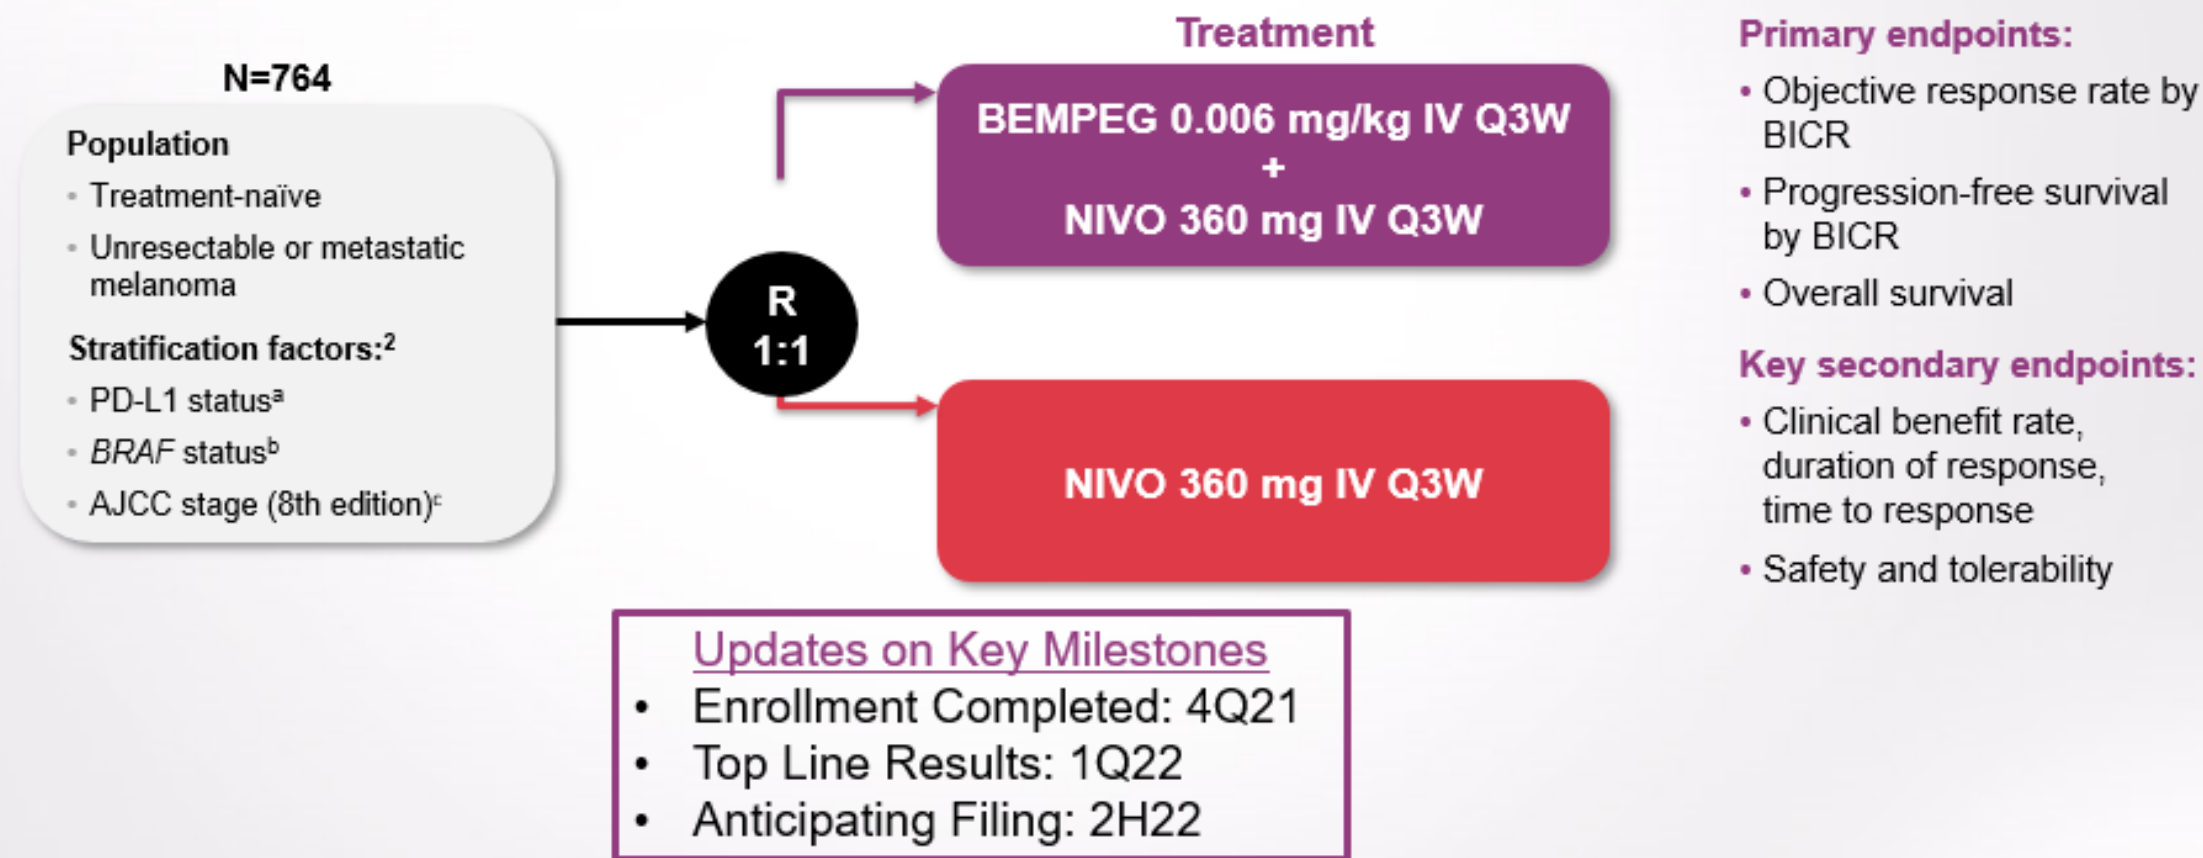 N=764
Population
• Treatment-naïve
• Unresectable or metastatic
melanoma
Stratification factors:²
• PD-L1 statusᵃ
• BRAF statusᵇ
• AJCC stage (8th edition)ᶜ
R
1:1
Treatment
BEMPEG 0.006 mg/kg IV Q3W
+
NIVO 360 mg IV Q3W
NIVO 360 mg IV Q3W
Primary endpoints:
• Objective response rate by
BICR
• Progression-free survival
by BICR
• Overall survival
Key secondary endpoints:
• Clinical benefit rate,
duration of response,
time to response
• Safety and tolerability
Updates on Key Milestones
• Enrollment Completed: 4Q21
• Top Line Results: 1Q22
• Anticipating Filing: 2H22